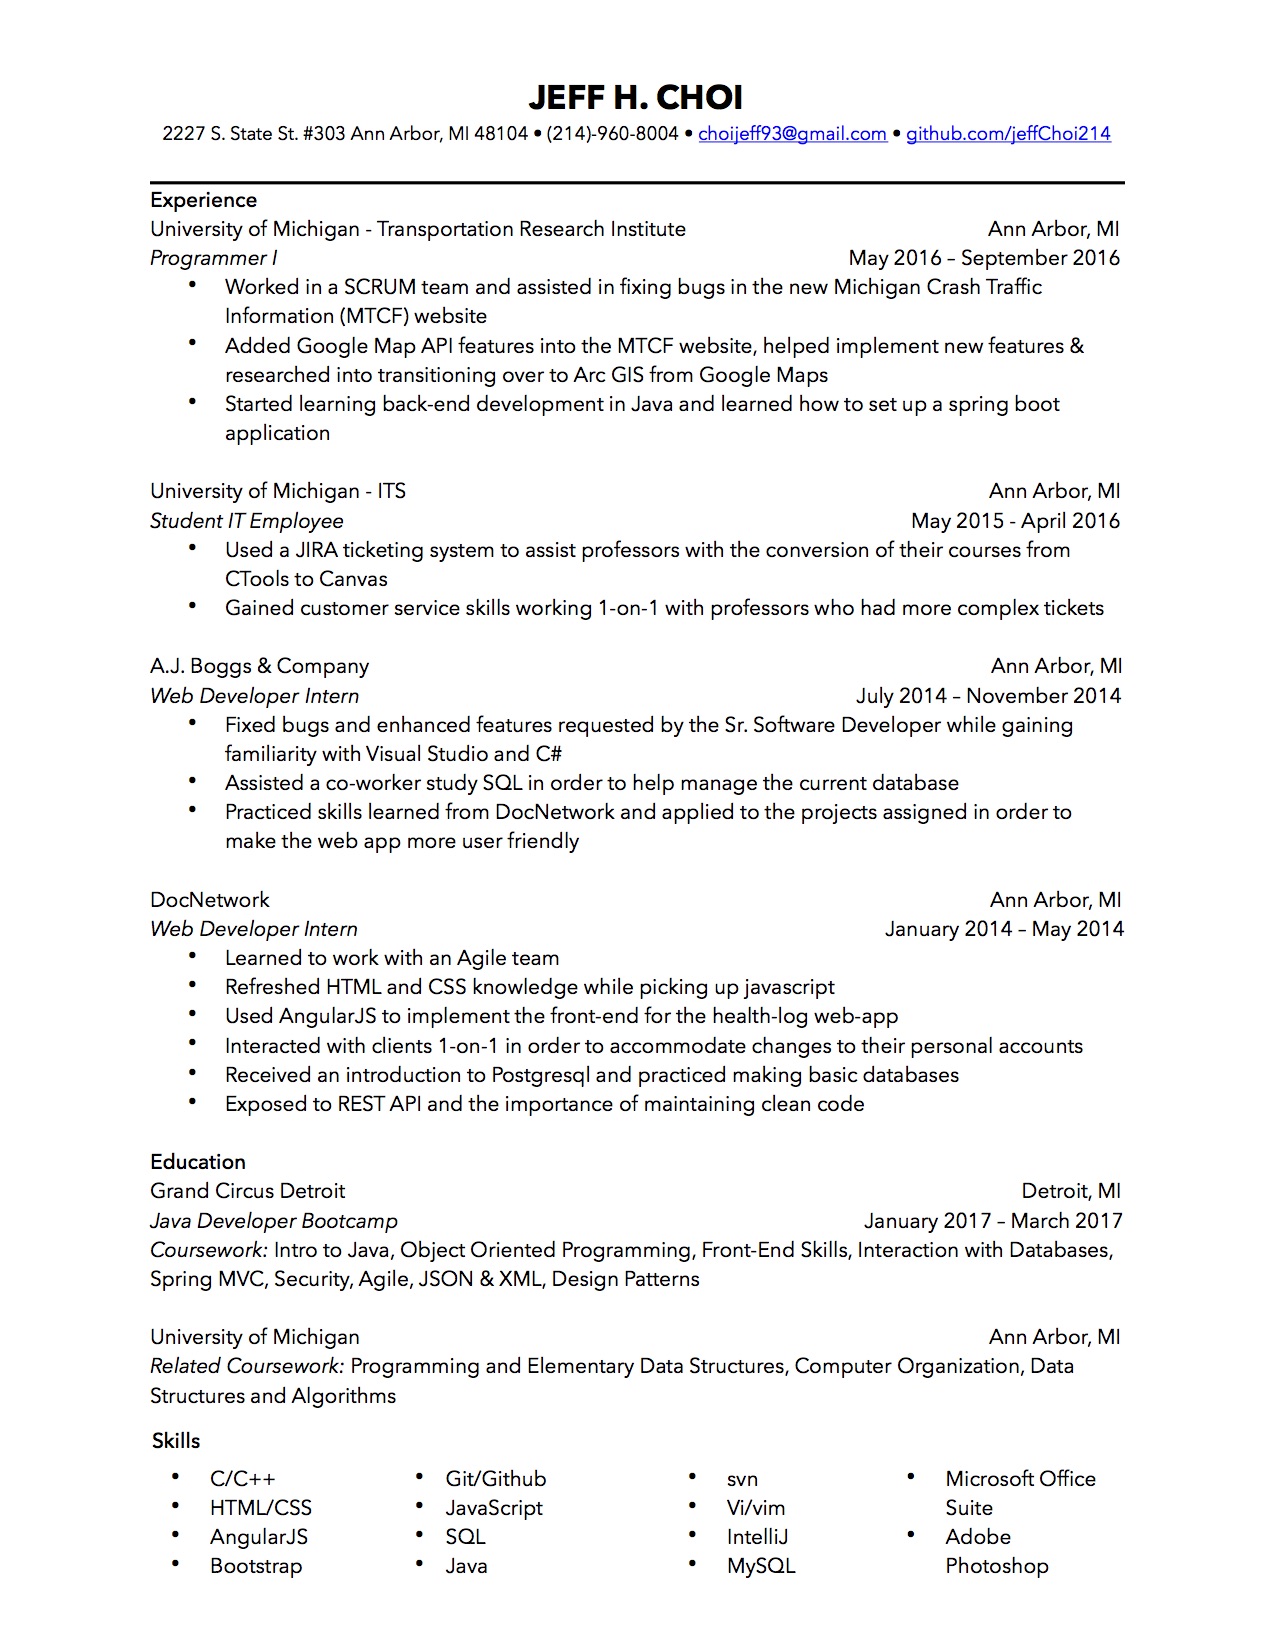 JEFF H. CHOI
2227 S. State St. #303 Ann Arbor, MI 48104 • (214)-960-8004 • choijeff93@gmail.com • github.com/jeffChoi214
Experience
University of Michigan - Transportation Research Institute Ann Arbor, MI
Programmer I May 2016 – September 2016
• Worked in a SCRUM team and assisted in fixing bugs in the new Michigan Crash Traffic
Information (MTCF) website
• Added Google Map API features into the MTCF website, helped implement new features &
researched into transitioning over to Arc GIS from Google Maps
• Started learning back-end development in Java and learned how to set up a spring boot
application
University of Michigan - ITS Ann Arbor, MI
Student IT Employee May 2015 - April 2016
• Used a JIRA ticketing system to assist professors with the conversion of their courses from
CTools to Canvas
• Gained customer service skills working 1-on-1 with professors who had more complex tickets
A.J. Boggs & Company Ann Arbor, MI
Web Developer Intern July 2014 – November 2014
• Fixed bugs and enhanced features requested by the Sr. Software Developer while gaining
familiarity with Visual Studio and C#
• Assisted a co-worker study SQL in order to help manage the current database
• Practiced skills learned from DocNetwork and applied to the projects assigned in order to
make the web app more user friendly
DocNetwork Ann Arbor, MI
Web Developer Intern January 2014 – May 2014
• Learned to work with an Agile team
• Refreshed HTML and CSS knowledge while picking up javascript
• Used AngularJS to implement the front-end for the health-log web-app
• Interacted with clients 1-on-1 in order to accommodate changes to their personal accounts
• Received an introduction to Postgresql and practiced making basic databases
• Exposed to REST API and the importance of maintaining clean code
Education
Grand Circus Detroit Detroit, MI
Java Developer Bootcamp January 2017 – March 2017
Coursework: Intro to Java, Object Oriented Programming, Front-End Skills, Interaction with Databases,
Spring MVC, Security, Agile, JSON & XML, Design Patterns
University of Michigan Ann Arbor, MI
Related Coursework: Programming and Elementary Data Structures, Computer Organization, Data
Structures and Algorithms
Skills
• C/C++ • Git/Github • svn • Microsoft Office
• HTML/CSS • JavaScript • Vi/vim Suite
• AngularJS • SQL • IntelliJ • Adobe
• Bootstrap • Java • MySQL Photoshop